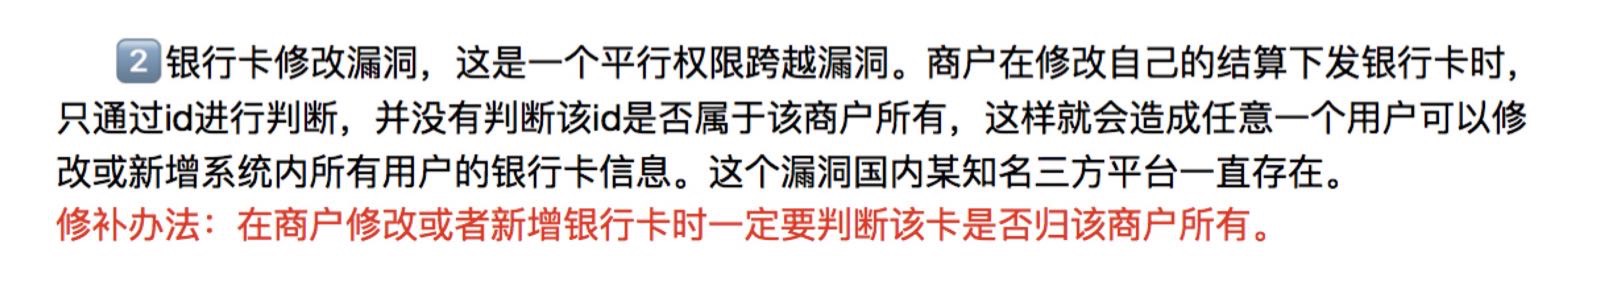 2️⃣银行卡修改漏洞，这是一个平行权限跨越漏洞。商户在修改自己的结算下发银行卡时，
只通过id进行判断，并没有判断该id是否属于该商户所有，这样就会造成任意一个用户可以修
改或新增系统内所有用户的银行卡信息。这个漏洞国内某知名三方平台一直存在。
修补办法：在商户修改或者新增银行卡时一定要判断该卡是否归该商户所有。